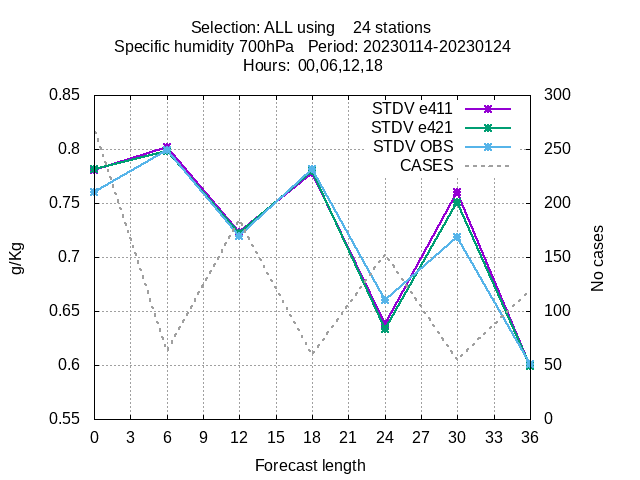 Selection: ALL using    24 stations
Specific humidity 700hPa   Period: 20230114-20230124
Hours:  00,06,12,18
0.85
0.8
0.75
0.7
0.65
0.6
0.55
g/Kg
STDV e411
STDV e421
STDV OBS
CASES
300
250
200
150
100
50
0
No cases
0 3 6 9 12 15 18 21 24 27 30 33 36
Forecast length